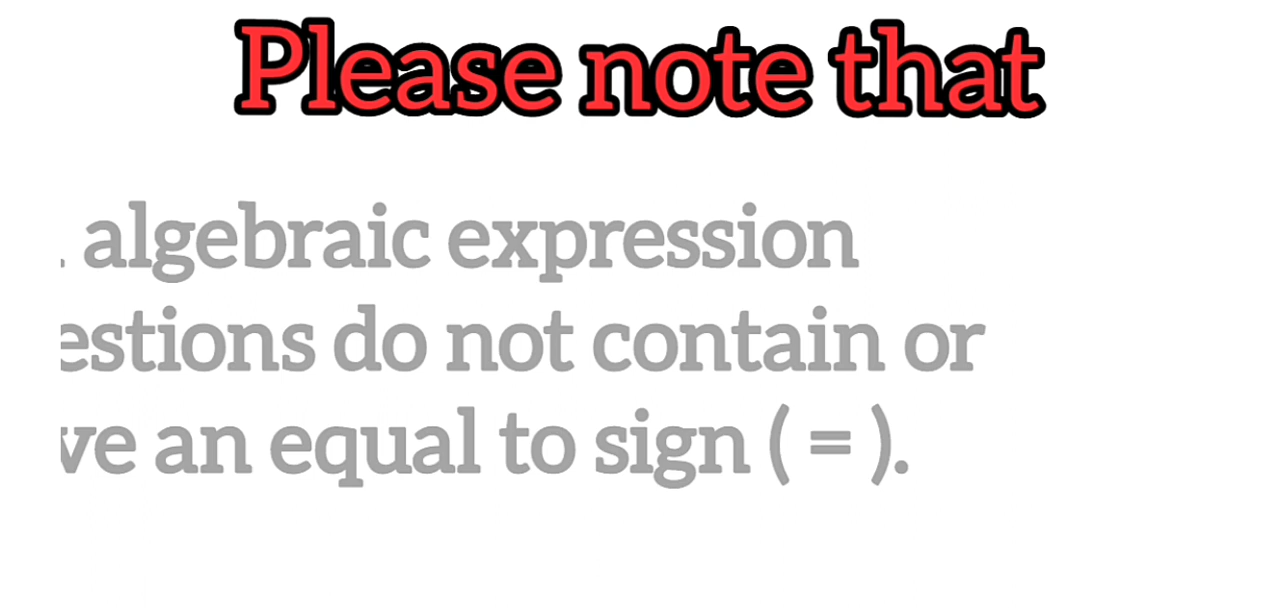 Please note that
algebraic expression
estions do not contain or
ve an equal to sign ( = ).